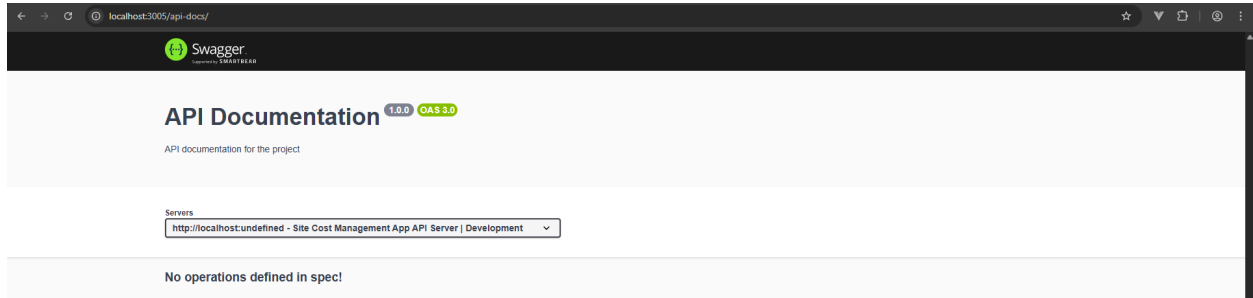 localhost:3005/api-docs/
Swagger.
Supported by SMARTBEAR
API Documentation 1.0.0 OAS 3.0
API documentation for the project
Servers
http://localhost:undefined - Site Cost Management App API Server | Development
No operations defined in spec!